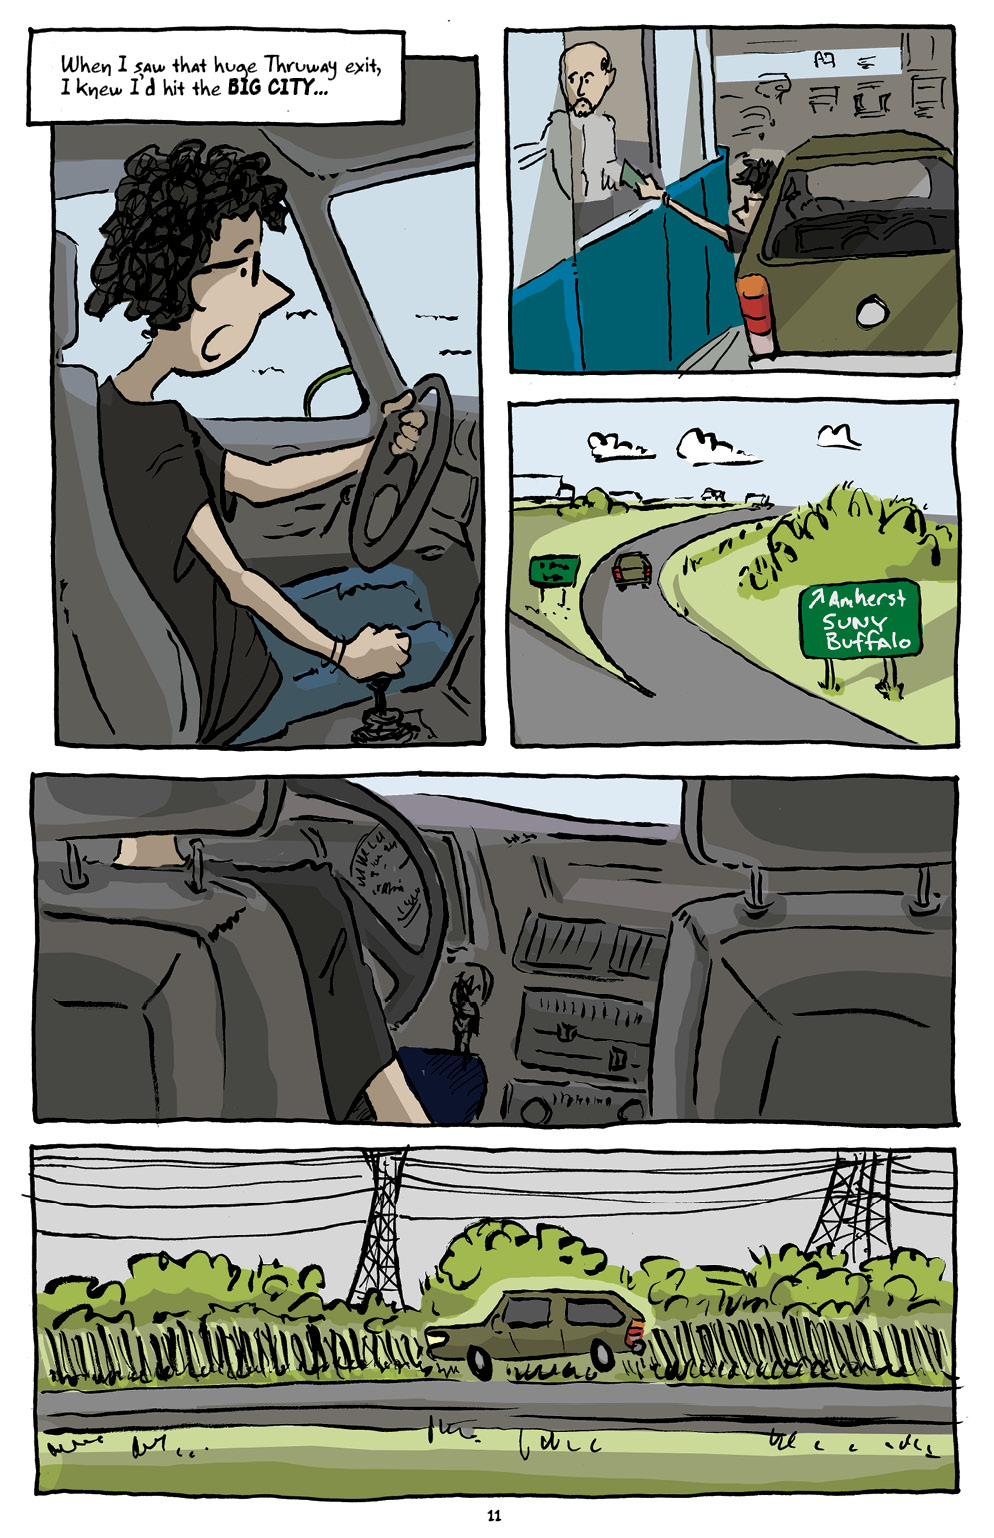 When I saw that huge Thruway exit,
I knew I'd hit the BIG CITY...
↗Amherst
SUNY
Buffalo
11